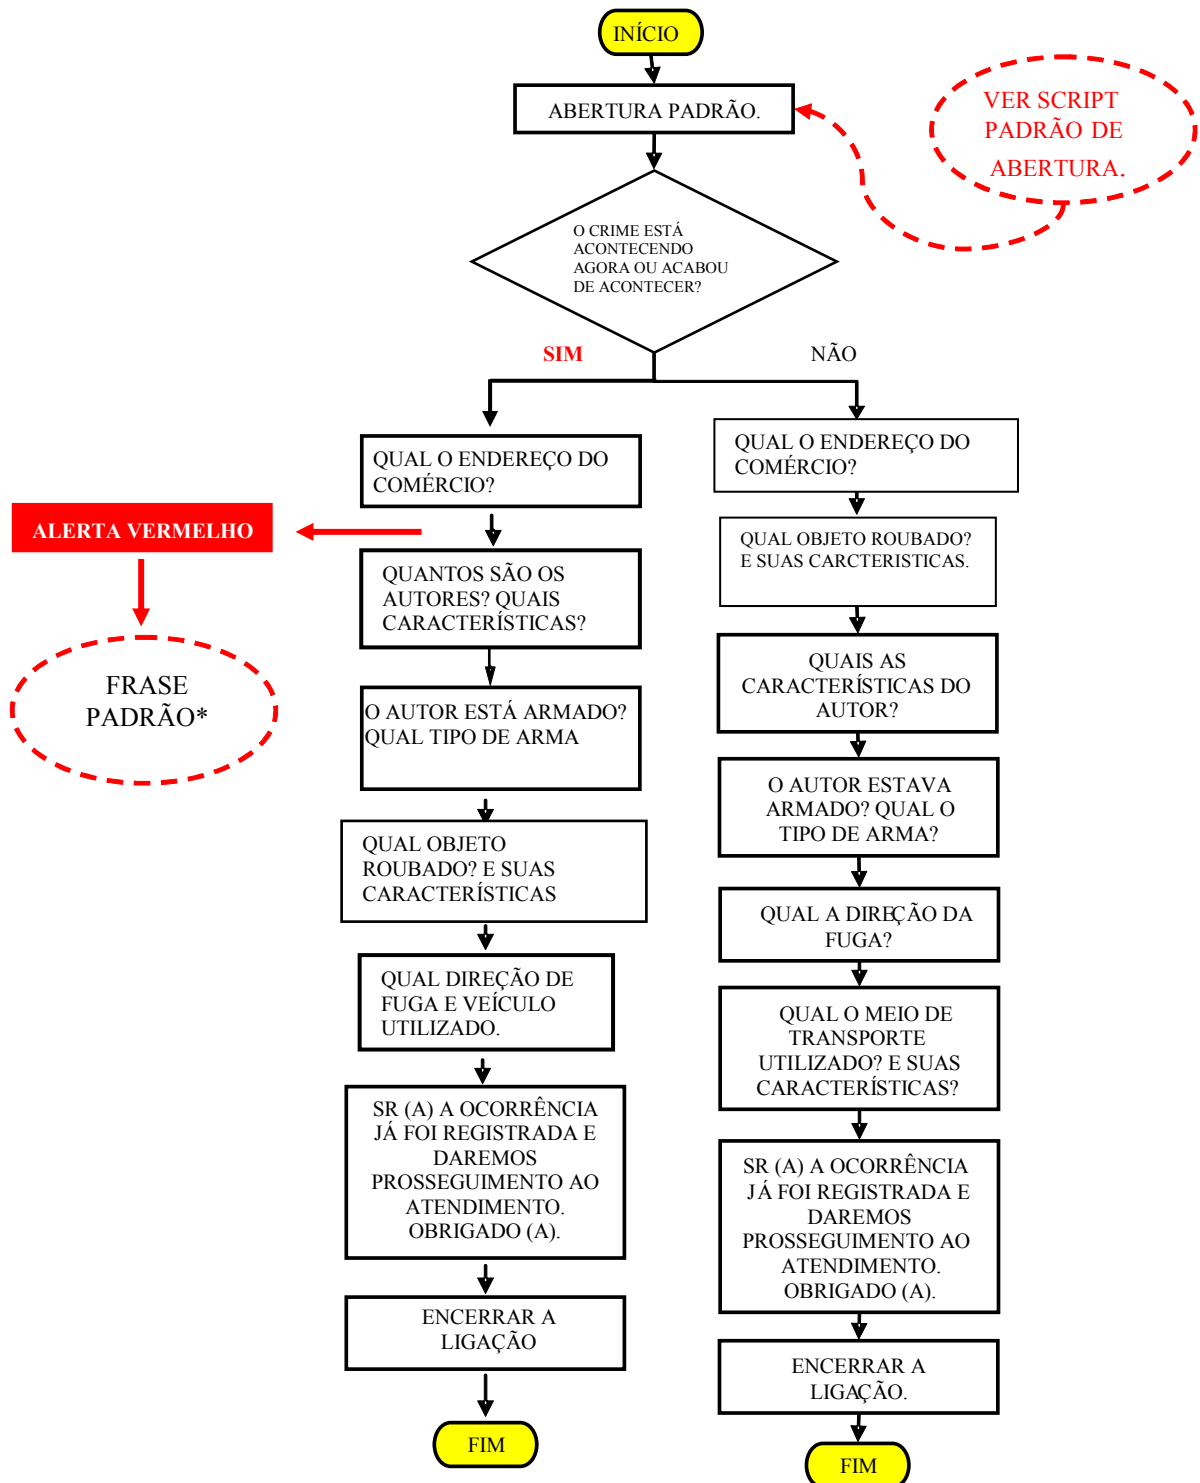 INÍCIO
ABERTURA PADRÃO.
VER SCRIPT
PADRÃO DE
ABERTURA.
O CRIME ESTÁ
ACONTECENDO
AGORA OU ACABOU
DE ACONTECER?
SIM
NÃO
QUAL O ENDEREÇO DO
COMÉRCIO?
ALERTA VERMELHO
FRASE
PADRÃO*
QUANTOS SÃO OS
AUTORES? QUAIS
CARACTERÍSTICAS?
O AUTOR ESTÁ ARMADO?
QUAL TIPO DE ARMA
QUAL OBJETO
ROUBADO? E SUAS
CARACTERÍSTICAS
QUAL DIREÇÃO DE
FUGA E VEÍCULO
UTILIZADO.
SR (A) A OCORRÊNCIA
JÁ FOI REGISTRADA E
DAREMOS
PROSSEGUIMENTO AO
ATENDIMENTO.
OBRIGADO (A).
ENCERRAR A
LIGAÇÃO
FIM
QUAL O ENDEREÇO DO
COMÉRCIO?
QUAL OBJETO ROUBADO?
E SUAS CARCTERISTICAS.
QUAIS AS
CARACTERÍSTICAS DO
AUTOR?
O AUTOR ESTAVA
ARMADO? QUAL O
TIPO DE ARMA?
QUAL A DIREÇÃO DA
FUGA?
QUAL O MEIO DE
TRANSPORTE
UTILIZADO? E SUAS
CARACTERÍSTICAS?
SR (A) A OCORRÊNCIA
JÁ FOI REGISTRADA E
DAREMOS
PROSSEGUIMENTO AO
ATENDIMENTO.
OBRIGADO (A).
ENCERRAR A
LIGAÇÃO.
FIM